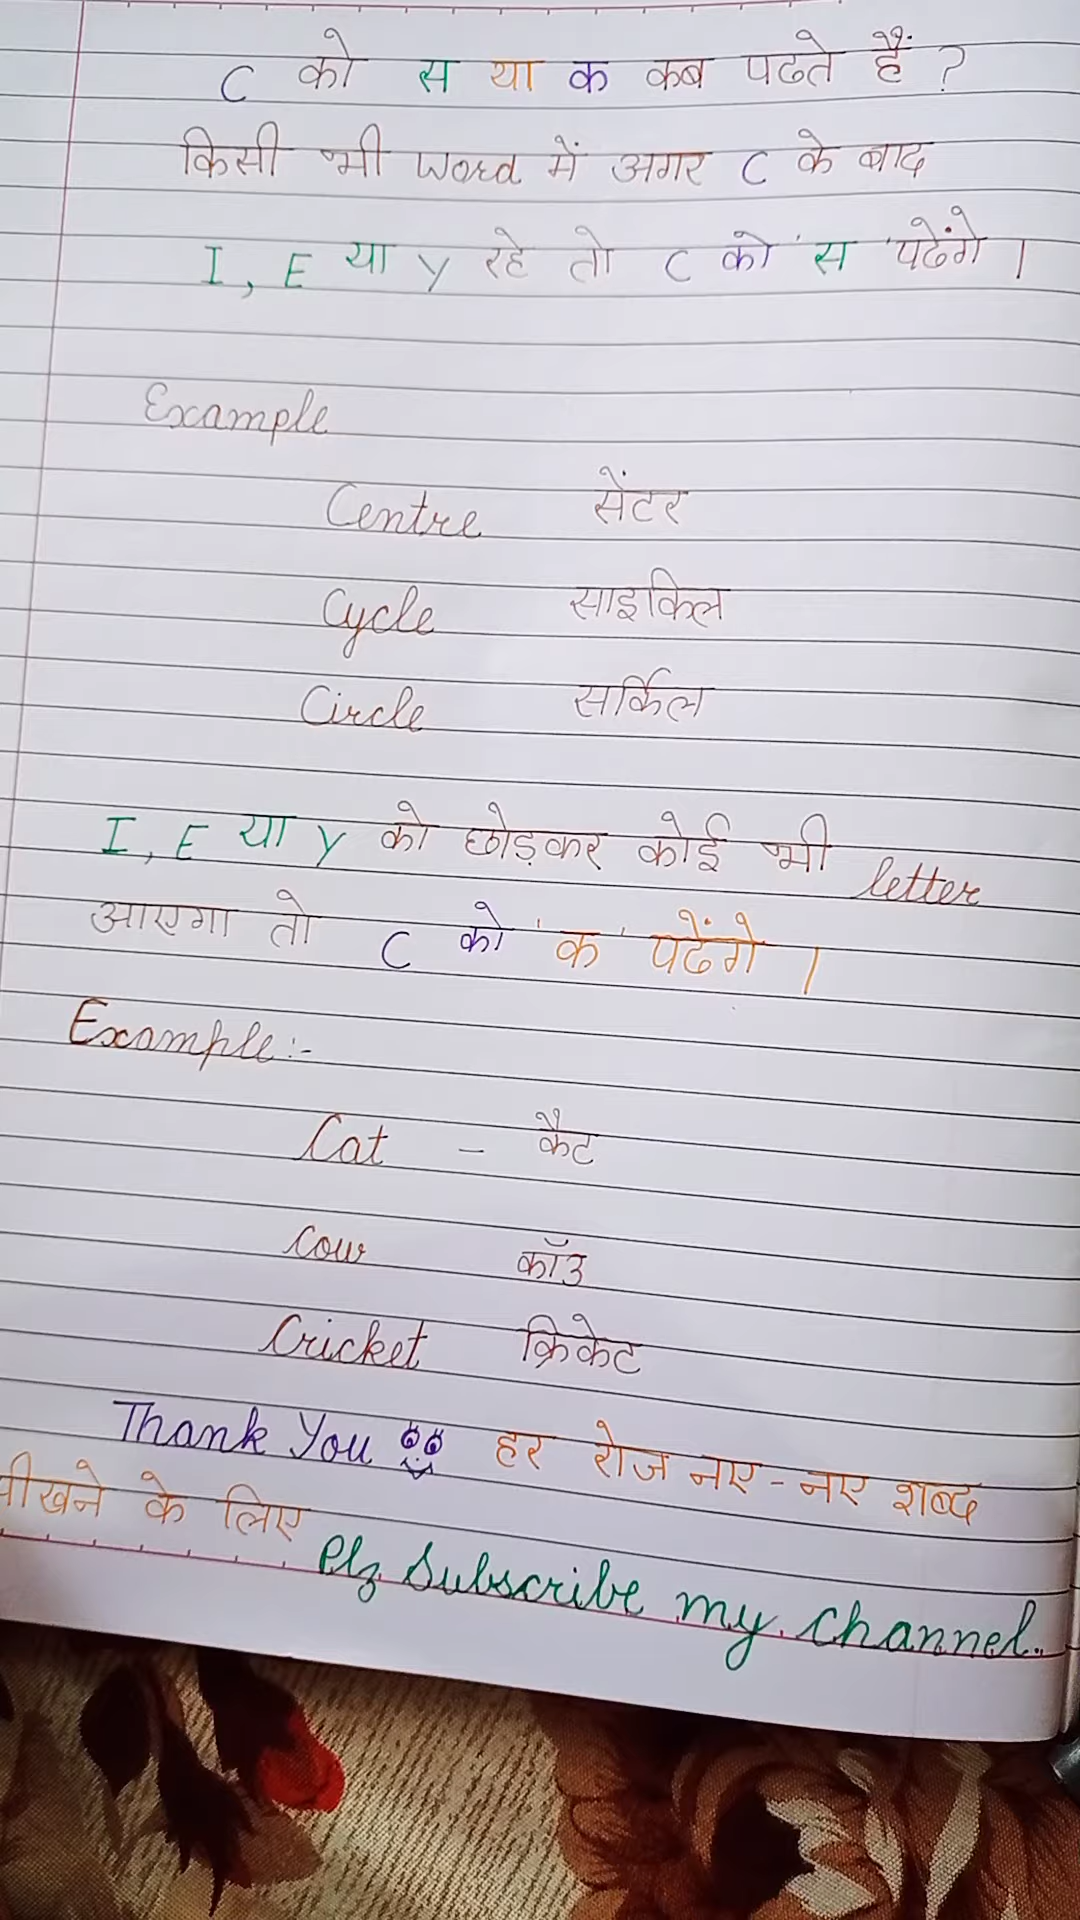 C को स या क कब पढते हैं ?
किसी भी word में अगर C के बाद
I, E या Y रहे तो C को 'स' पढेंगे ।
Example
Centre सेंटर
Cycle साइकिल
Circle सर्किल
I, E या Y को छोड़कर कोई भी letter
आएगा तो C को 'क' पढेंगे ।
Example:-
Cat - कैट
Cow कॉउ
Cricket क्रिकेट
Thank You हर रोज नए-नए शब्द
सीखने के लिए Plz Subscribe my channel.